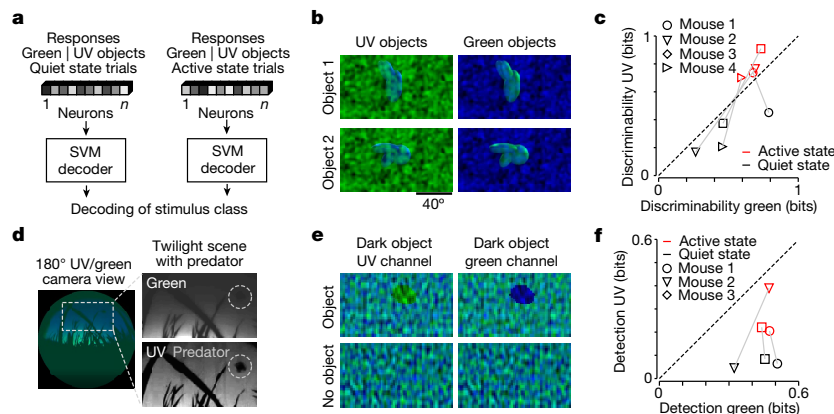 a
Responses
Green | UV objects
Quiet state trials
1
n
Neurons
SVM
decoder
Responses
Green | UV objects
Active state trials
1
n
Neurons
SVM
decoder
Decoding of stimulus class
b
UV objects
Green objects
Object 1
Object 2
40º
c
Discriminability UV (bits)
1
0
Mouse 1
Mouse 2
Mouse 3
Mouse 4
Active state
Quiet state
0
1
Discriminability green (bits)
d
180° UV/green
camera view
Twilight scene
with predator
Green
UV Predator
e
Dark object
UV channel
Dark object
green channel
Object
No object
f
Detection UV (bits)
0.6
0
Active state
Quiet state
Mouse 1
Mouse 2
Mouse 3
0
0.6
Detection green (bits)